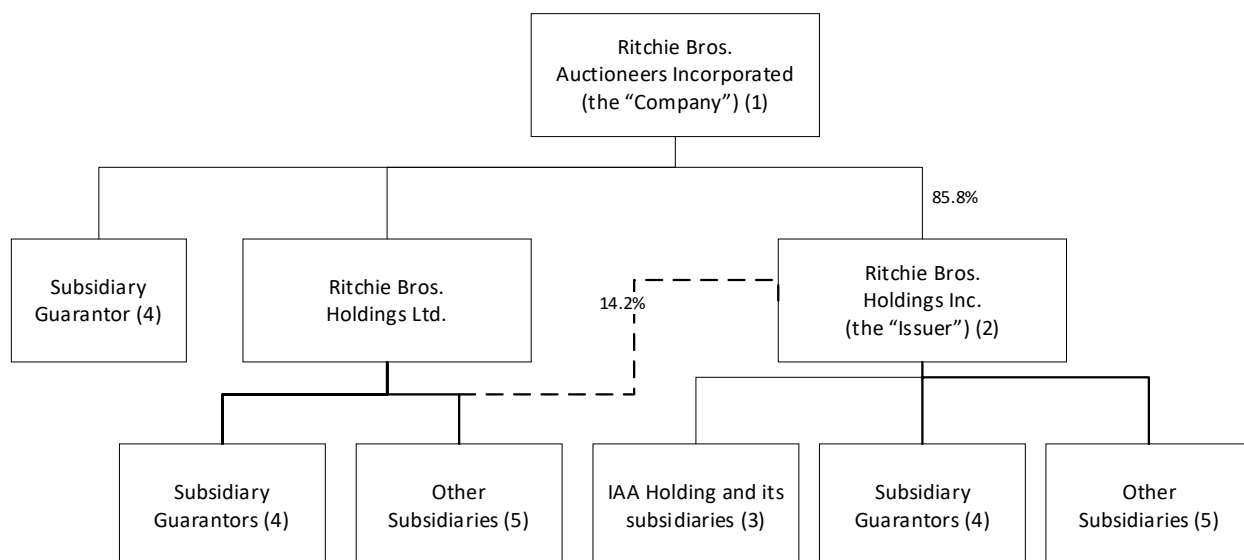 Ritchie Bros.
Auctioneers Incorporated
(the “Company”) (1)
85.8%
Subsidiary
Guarantor (4)
Ritchie Bros.
Holdings Ltd.
14.2%
Ritchie Bros.
Holdings Inc.
(the “Issuer”) (2)
Subsidiary
Guarantors (4)
Other
Subsidiaries (5)
IAA Holding and its
subsidiaries (3)
Subsidiary
Guarantors (4)
Other
Subsidiaries (5)